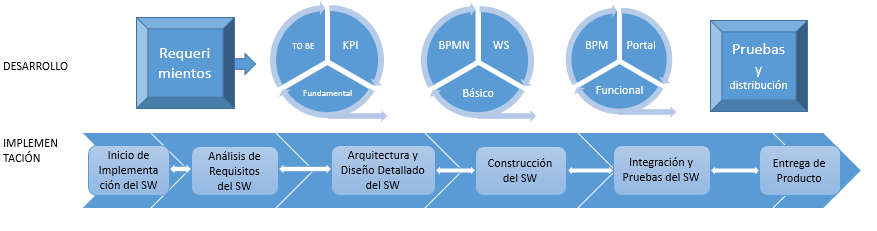 DESARROLLO
Requeri
mientos
TO BE
KPI
Fundamental
BPMN
WS
Básico
BPM
Portal
Funcional
Pruebas
y
distribución
IMPLEMEN
TACIÓN
Inicio de
Implementa
ción del SW
Análisis de
Requisitos
del SW
Arquitectura y
Diseño Detallado
del SW
Construcción
del SW
Integración y
Pruebas del SW
Entrega de
Producto